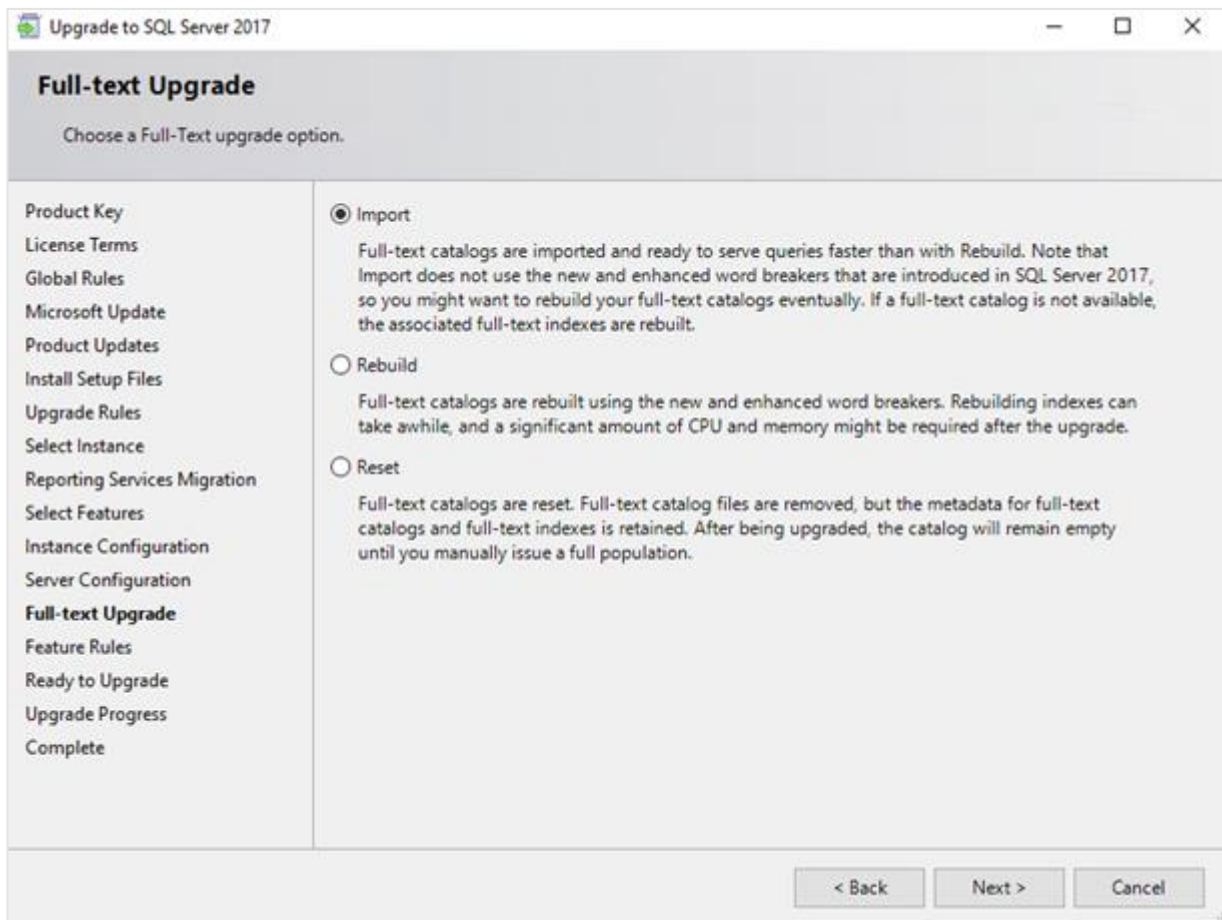 Upgrade to SQL Server 2017
Full-text Upgrade
Choose a Full-Text upgrade option.
Product Key
License Terms
Global Rules
Microsoft Update
Product Updates
Install Setup Files
Upgrade Rules
Select Instance
Reporting Services Migration
Select Features
Instance Configuration
Server Configuration
Full-text Upgrade
Feature Rules
Ready to Upgrade
Upgrade Progress
Complete
Import
Full-text catalogs are imported and ready to serve queries faster than with Rebuild. Note that
Import does not use the new and enhanced word breakers that are introduced in SQL Server 2017,
so you might want to rebuild your full-text catalogs eventually. If a full-text catalog is not available,
the associated full-text indexes are rebuilt.
Rebuild
Full-text catalogs are rebuilt using the new and enhanced word breakers. Rebuilding indexes can
take awhile, and a significant amount of CPU and memory might be required after the upgrade.
Reset
Full-text catalogs are reset. Full-text catalog files are removed, but the metadata for full-text
catalogs and full-text indexes is retained. After being upgraded, the catalog will remain empty
until you manually issue a full population.
< Back
Next >
Cancel